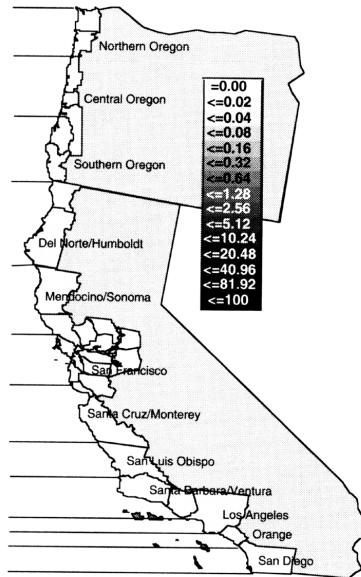 Northern Oregon
=0.00
<=0.02
Central Oregon
<=0.04
<=0.08
<=0.16
Southern Oregon
<=0.32
<=0.64
<=1.28
<=2.56
<=5.12
Del Norte/Humboldt
<=10.24
<=20.48
<=40.96
<=81.92
<=100
Mendocino/Sonoma
San Francisco
Santa Cruz/Monterey
San Luis Obispo
Santa Barbara/Ventura
Los Angeles
Orange
San Diego